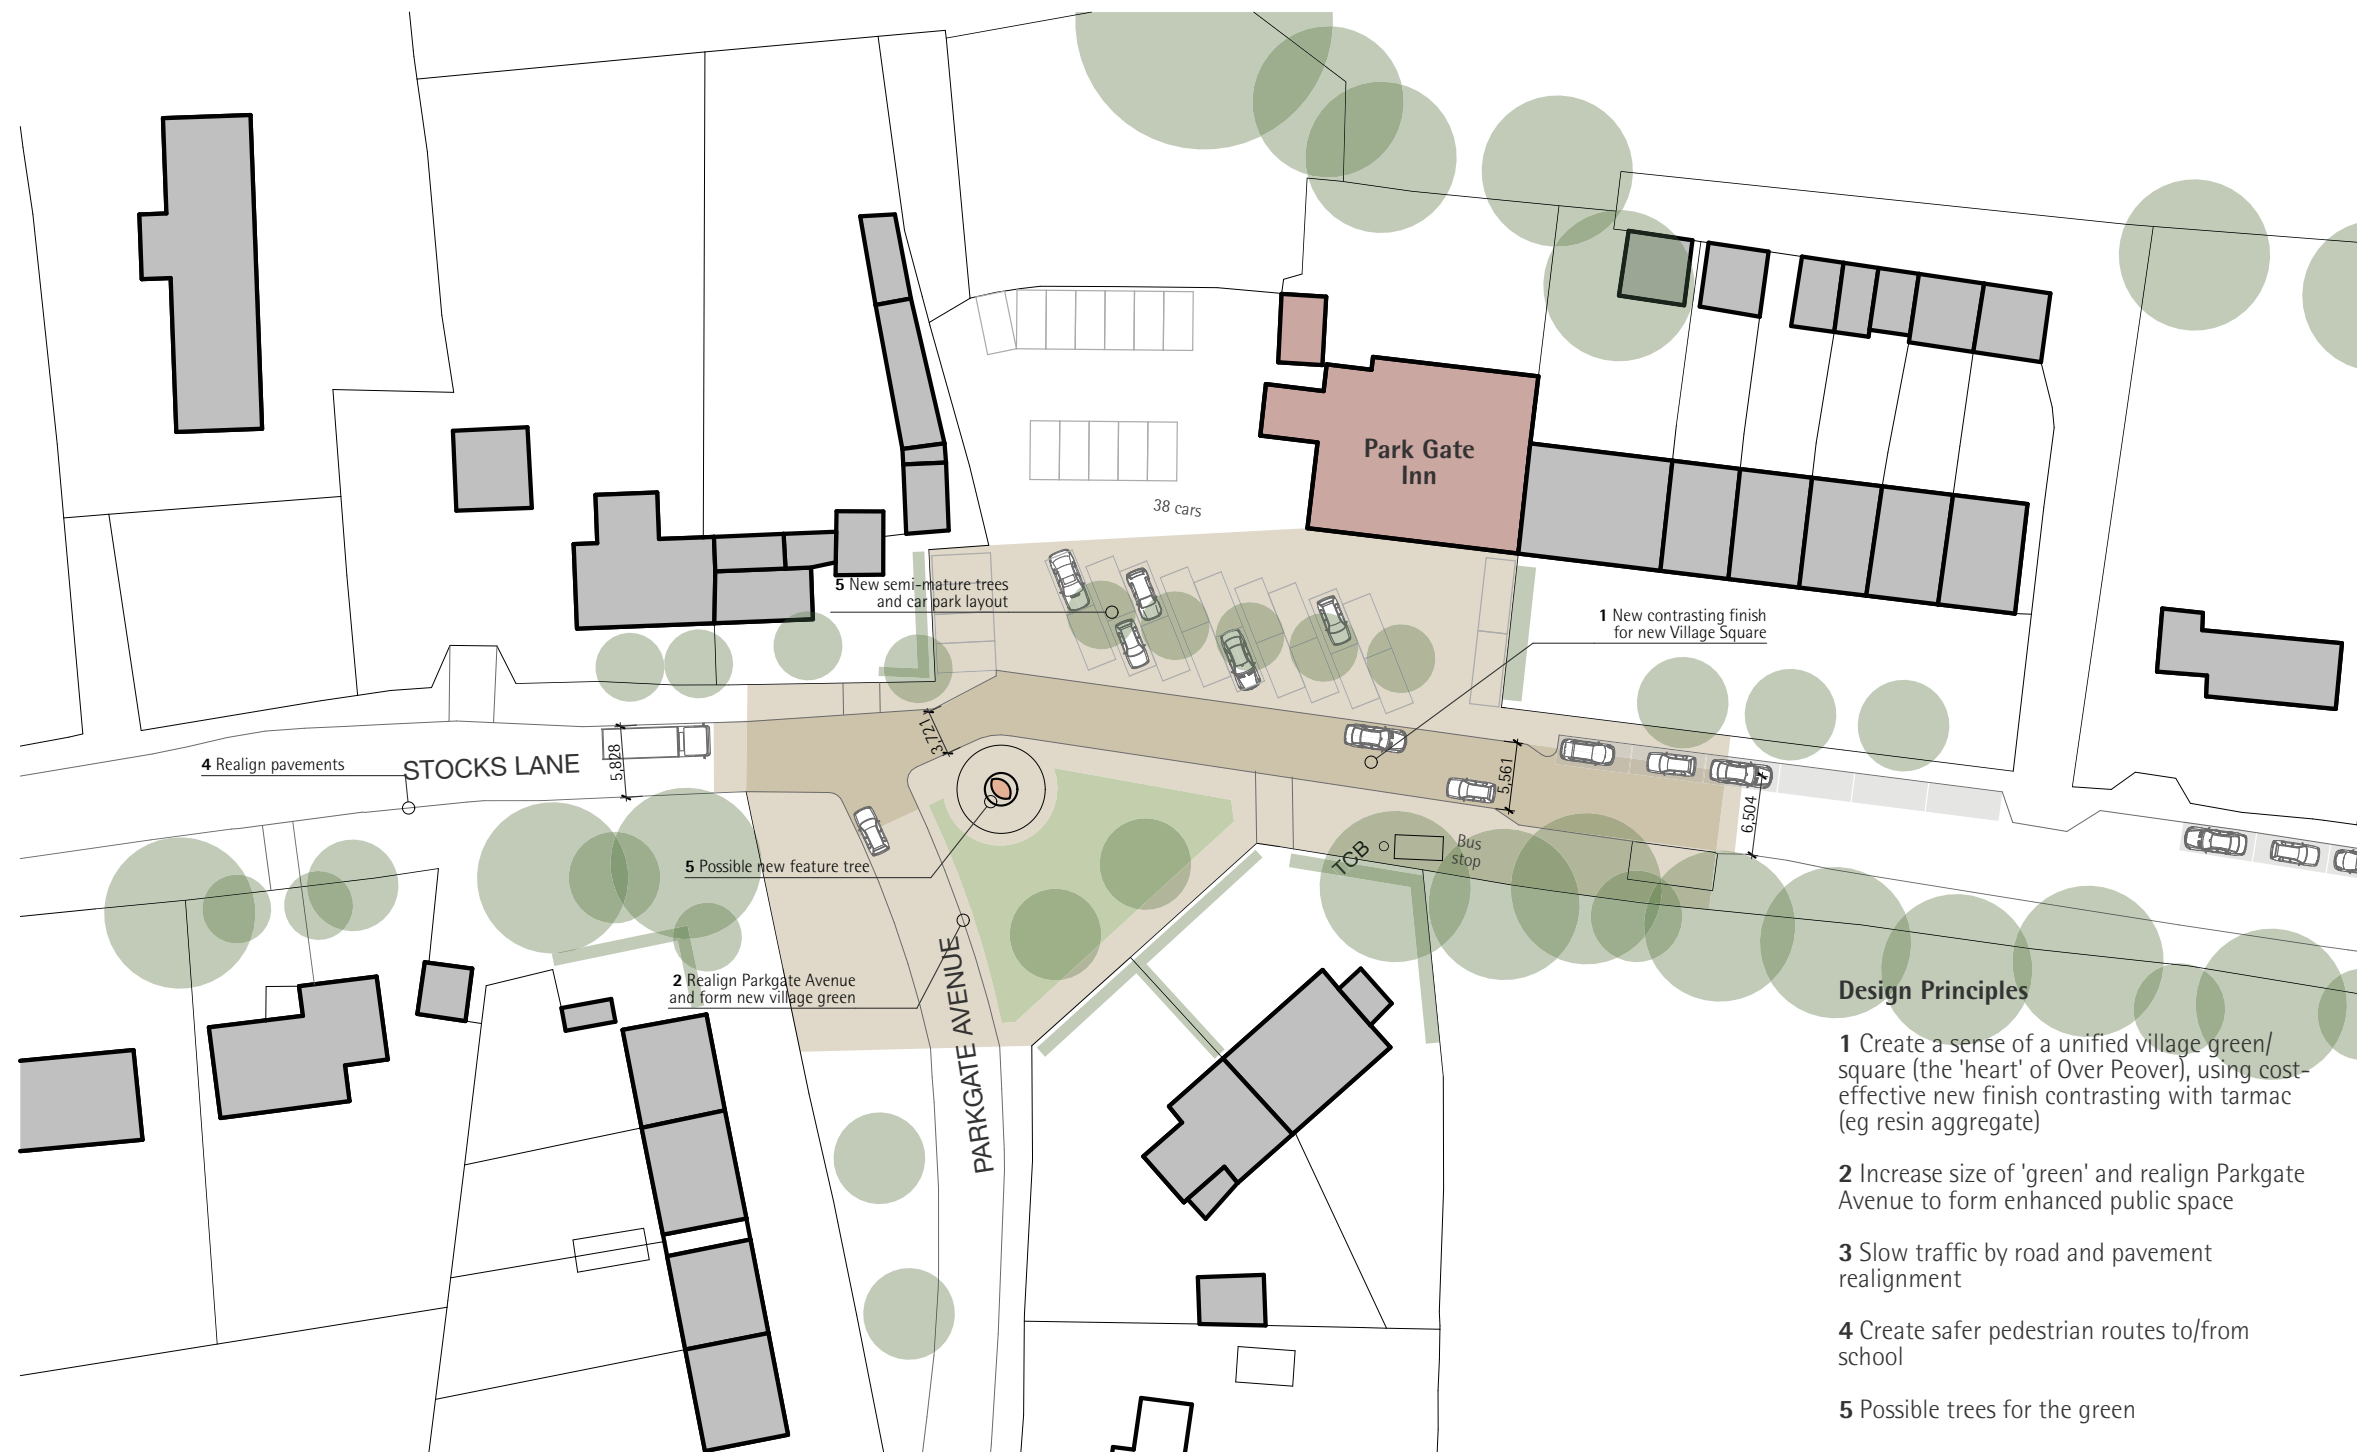 Park Gate
Inn
38 cars
5 New semi-mature trees
and car park layout
1 New contrasting finish
for new Village Square
3,721
5,828
4 Realign pavements
STOCKS LANE
5,561
6,504
5 Possible new feature tree
TCB
Bus
stop
2 Realign Parkgate Avenue
and form new village green
PARKGATE AVENUE
Design Principles
1 Create a sense of a unified village green/
square (the 'heart' of Over Peover), using cost-
effective new finish contrasting with tarmac
(eg resin aggregate)
2 Increase size of 'green' and realign Parkgate
Avenue to form enhanced public space
3 Slow traffic by road and pavement
realignment
4 Create safer pedestrian routes to/from
school
5 Possible trees for the green